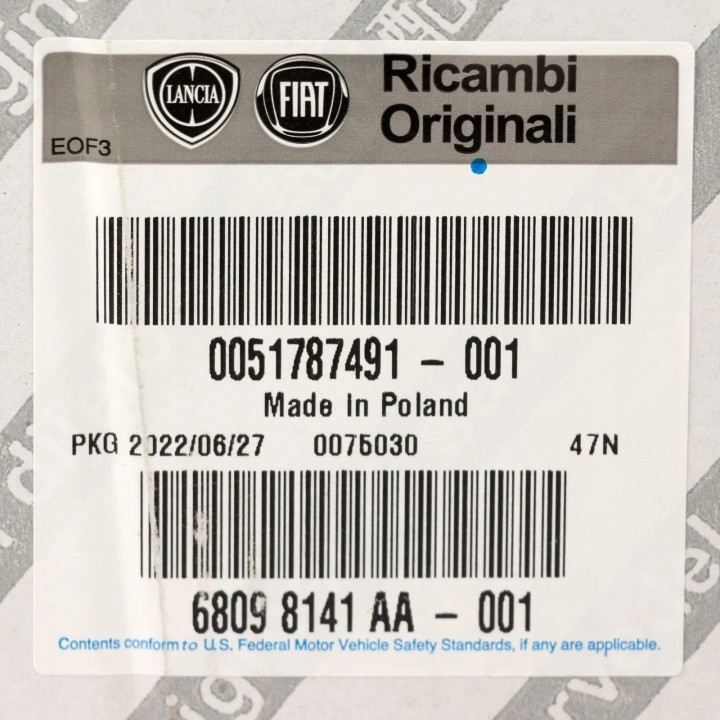 LANCIA FIAT Ricambi
Originali
EOF3
0051787491 - 001
Made In Poland
PKG 2022/06/27 0075030 47N
6809 8141 AA - 001
Contents conform to U.S. Federal Motor Vehicle Safety Standards, if any are applicable.